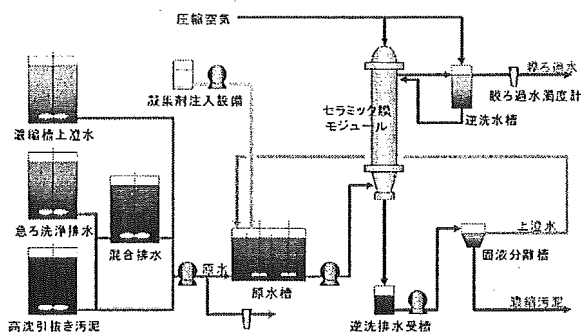 圧縮空気
凝集剤注入設備
濃縮槽上澄水
セラミック膜
モジュール
膜ろ過水
膜ろ過水濁度計
逆洗水槽
急ろ洗浄排水
混合排水
原水
原水槽
上澄水
固液分離槽
高沈引抜き汚泥
逆洗排水受槽
濃縮汚泥